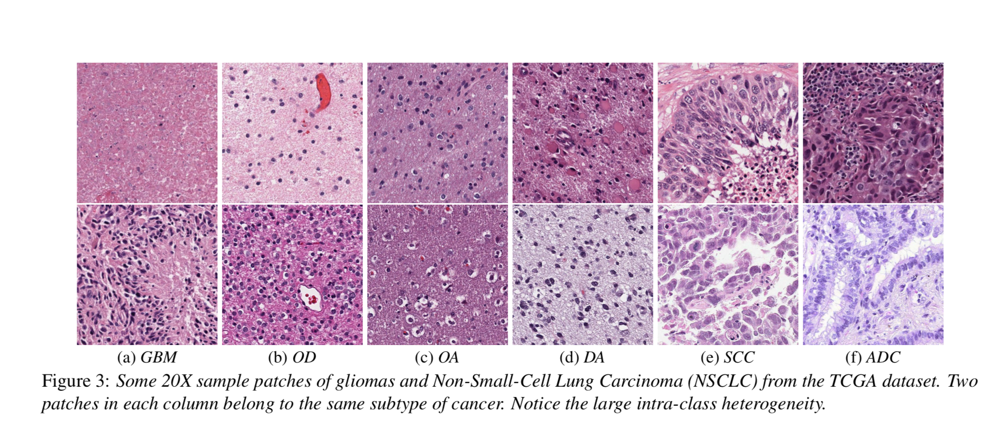 (a) GBM (b) OD (c) OA (d) DA (e) SCC (f) ADC
Figure 3: Some 20X sample patches of gliomas and Non-Small-Cell Lung Carcinoma (NSCLC) from the TCGA dataset. Two
patches in each column belong to the same subtype of cancer. Notice the large intra-class heterogeneity.